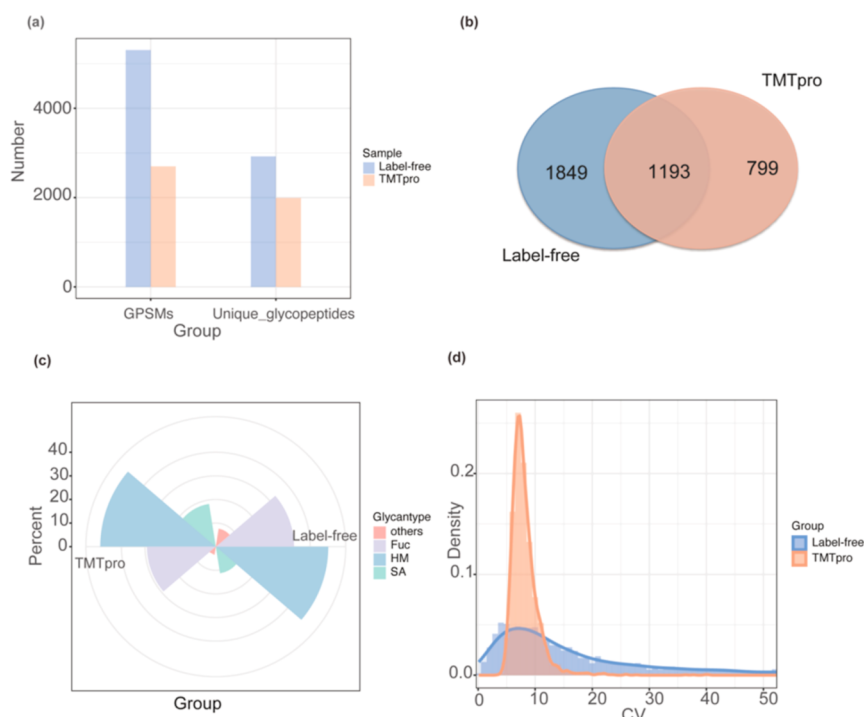 (a)
4000
2000
0
Number
GPSMs
Unique_glycopeptides
Group
Sample
Label-free
TMTpro
(b)
TMTpro
1849
1193
799
Label-free
(c)
40
30
20
10
0
Percent
TMTpro
Label-free
Group
Glycantype
others
Fuc
HM
SA
(d)
0.2
0.1
0.0
Density
0
10
20
30
40
50
CV
Group
Label-free
TMTpro